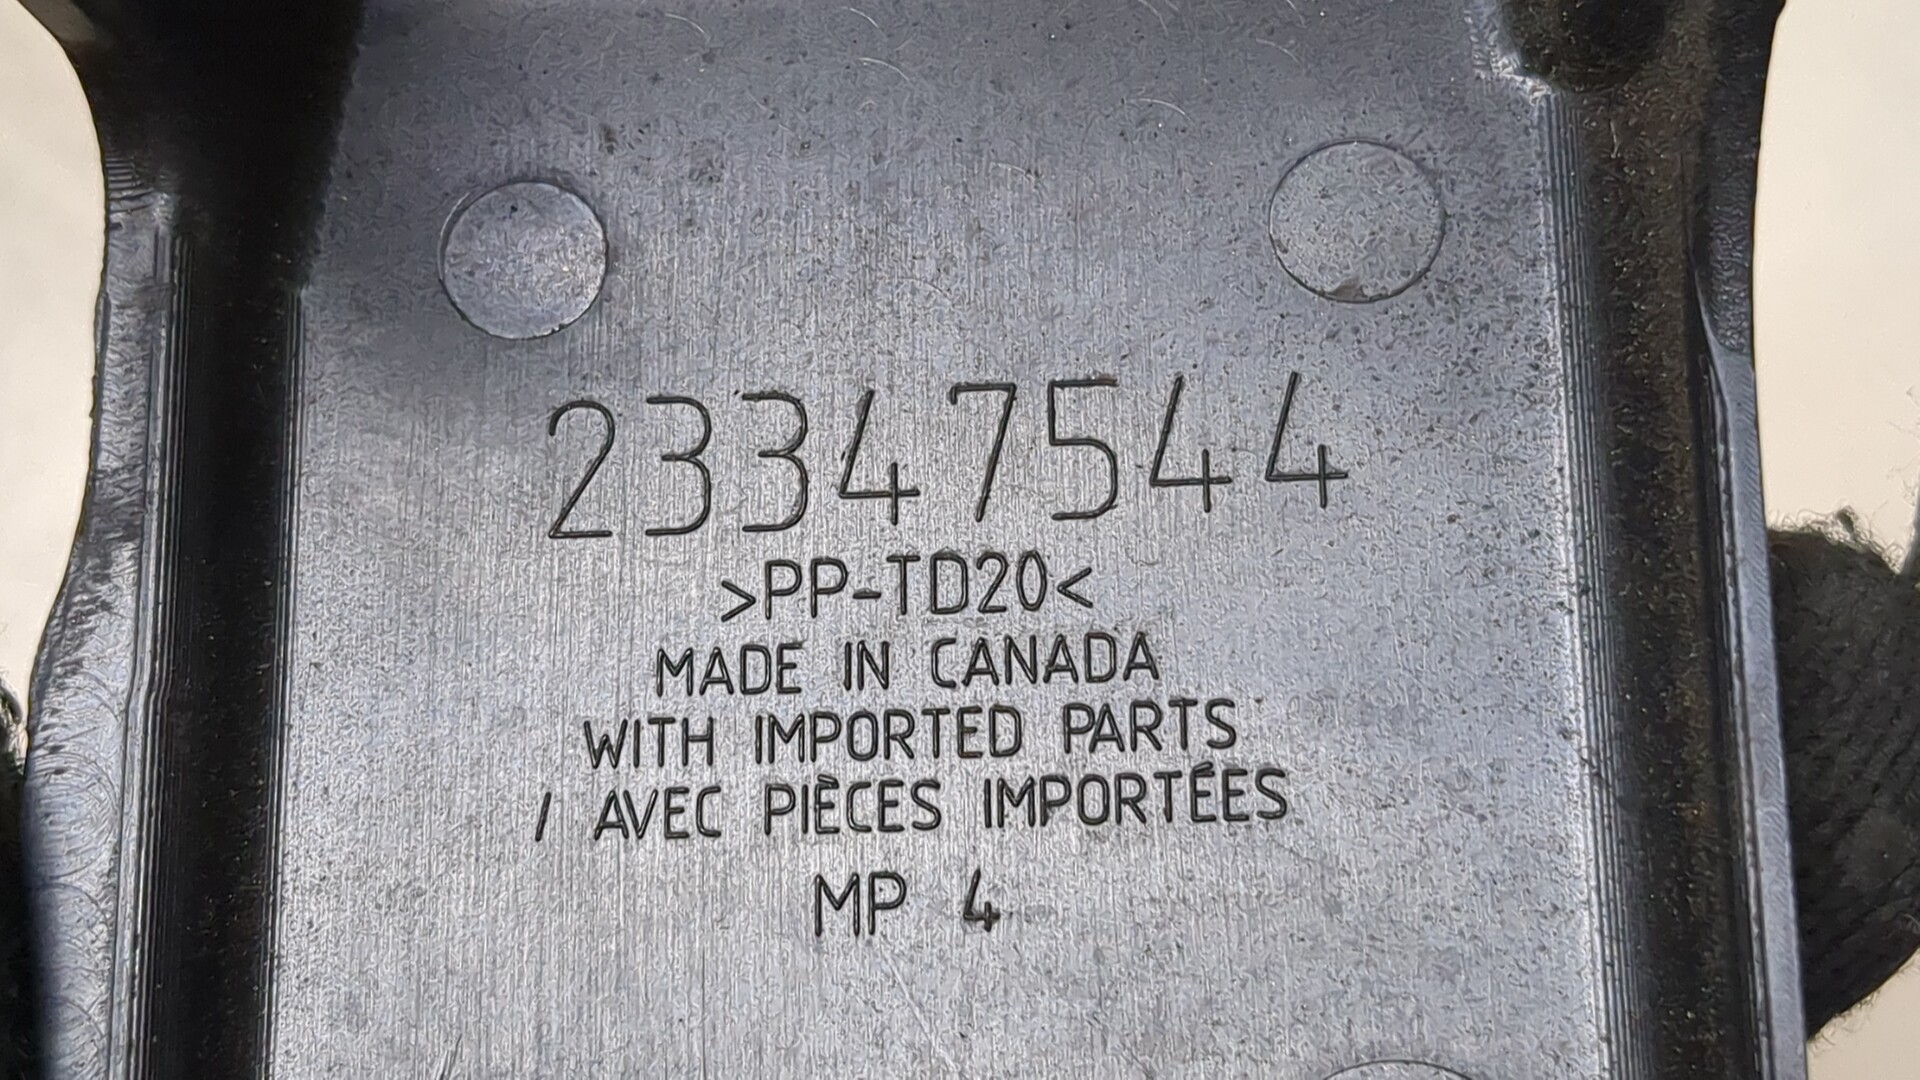 23347544
>PP-TD20<
MADE IN CANADA
WITH IMPORTED PARTS
/ AVEC PIÈCES IMPORTÉES
MP 4